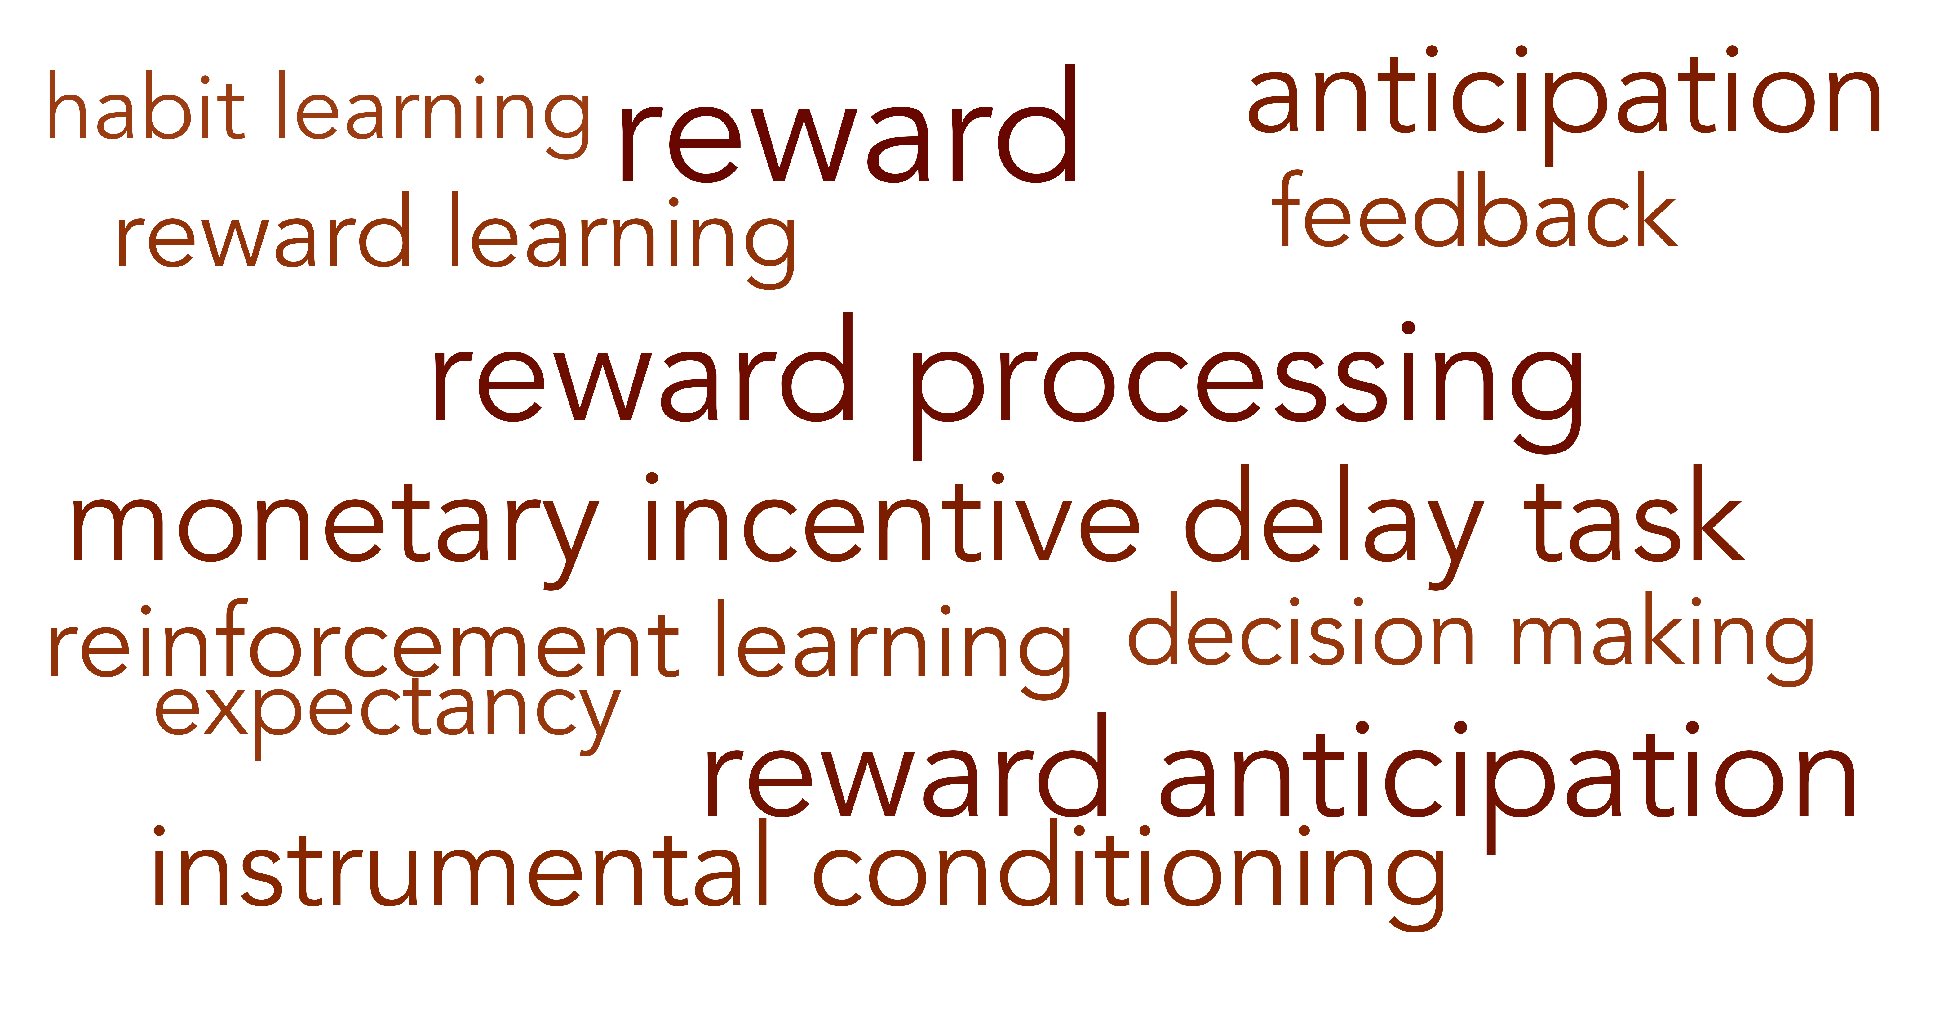 habit learning
reward
anticipation
reward learning
feedback
reward processing
monetary incentive delay task
reinforcement learning
decision making
expectancy
reward anticipation
instrumental conditioning